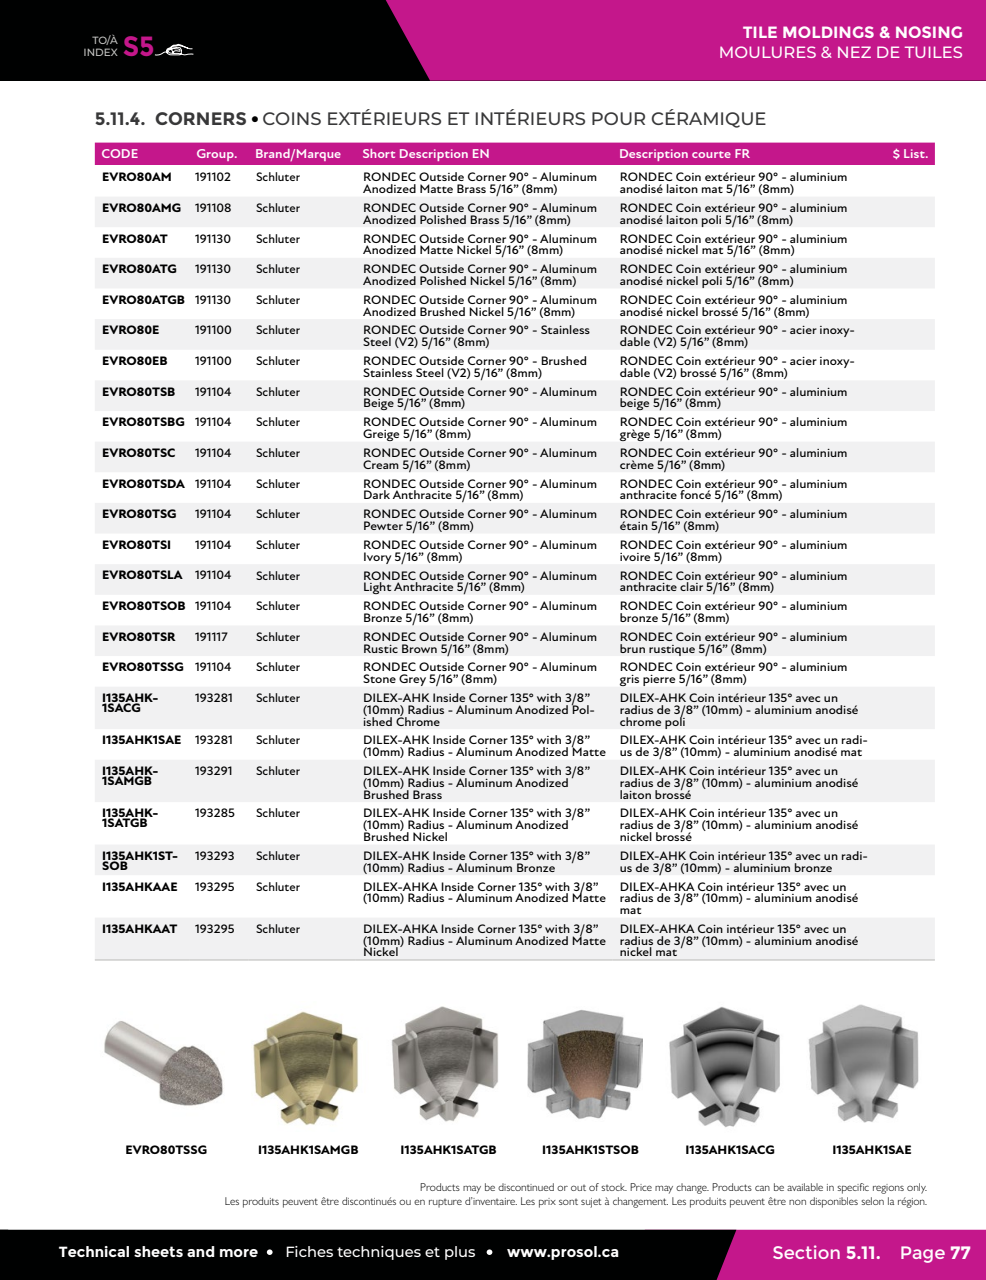 TO/À
INDEX S5
TILE MOLDINGS & NOSING
MOULURES & NEZ DE TUILES
5.11.4. CORNERS • COINS EXTÉRIEURS ET INTÉRIEURS POUR CÉRAMIQUE
CODE Group. Brand/Marque Short Description EN Description courte FR $ List.
EVRO80AM 191102 Schluter RONDEC Outside Corner 90° - Aluminum RONDEC Coin extérieur 90° - aluminium
Anodized Matte Brass 5/16” (8mm) anodisé laiton mat 5/16” (8mm)
EVRO80AMG 191108 Schluter RONDEC Outside Corner 90° - Aluminum RONDEC Coin extérieur 90° - aluminium
Anodized Polished Brass 5/16” (8mm) anodisé laiton poli 5/16” (8mm)
EVRO80AT 191130 Schluter RONDEC Outside Corner 90° - Aluminum RONDEC Coin extérieur 90° - aluminium
Anodized Matte Nickel 5/16” (8mm) anodisé nickel mat 5/16” (8mm)
EVRO80ATG 191130 Schluter RONDEC Outside Corner 90° - Aluminum RONDEC Coin extérieur 90° - aluminium
Anodized Polished Nickel 5/16” (8mm) anodisé nickel poli 5/16” (8mm)
EVRO80ATGB 191130 Schluter RONDEC Outside Corner 90° - Aluminum RONDEC Coin extérieur 90° - aluminium
Anodized Brushed Nickel 5/16” (8mm) anodisé nickel brossé 5/16” (8mm)
EVRO80E 191100 Schluter RONDEC Outside Corner 90° - Stainless RONDEC Coin extérieur 90° - acier inoxy-
Steel (V2) 5/16” (8mm) dable (V2) 5/16” (8mm)
EVRO80EB 191100 Schluter RONDEC Outside Corner 90° - Brushed RONDEC Coin extérieur 90° - acier inoxy-
Stainless Steel (V2) 5/16” (8mm) dable (V2) brossé 5/16” (8mm)
EVRO80TSB 191104 Schluter RONDEC Outside Corner 90° - Aluminum RONDEC Coin extérieur 90° - aluminium
Beige 5/16” (8mm) beige 5/16” (8mm)
EVRO80TSBG 191104 Schluter RONDEC Outside Corner 90° - Aluminum RONDEC Coin extérieur 90° - aluminium
Greige 5/16” (8mm) grège 5/16” (8mm)
EVRO80TSC 191104 Schluter RONDEC Outside Corner 90° - Aluminum RONDEC Coin extérieur 90° - aluminium
Cream 5/16” (8mm) crème 5/16” (8mm)
EVRO80TSDA 191104 Schluter RONDEC Outside Corner 90° - Aluminum RONDEC Coin extérieur 90° - aluminium
Dark Anthracite 5/16” (8mm) anthracite foncé 5/16” (8mm)
EVRO80TSG 191104 Schluter RONDEC Outside Corner 90° - Aluminum RONDEC Coin extérieur 90° - aluminium
Pewter 5/16” (8mm) étain 5/16” (8mm)
EVRO80TSI 191104 Schluter RONDEC Outside Corner 90° - Aluminum RONDEC Coin extérieur 90° - aluminium
Ivory 5/16” (8mm) ivoire 5/16” (8mm)
EVRO80TSLA 191104 Schluter RONDEC Outside Corner 90° - Aluminum RONDEC Coin extérieur 90° - aluminium
Light Anthracite 5/16” (8mm) anthracite clair 5/16” (8mm)
EVRO80TSOB 191104 Schluter RONDEC Outside Corner 90° - Aluminum RONDEC Coin extérieur 90° - aluminium
Bronze 5/16” (8mm) bronze 5/16” (8mm)
EVRO80TSR 191117 Schluter RONDEC Outside Corner 90° - Aluminum RONDEC Coin extérieur 90° - aluminium
Rustic Brown 5/16” (8mm) brun rustique 5/16” (8mm)
EVRO80TSSG 191104 Schluter RONDEC Outside Corner 90° - Aluminum RONDEC Coin extérieur 90° - aluminium
Stone Grey 5/16” (8mm) gris pierre 5/16” (8mm)
I135AHK- 193281 Schluter DILEX-AHK Inside Corner 135° with 3/8” DILEX-AHK Coin intérieur 135° avec un
1SACG (10mm) Radius - Aluminum Anodized Pol- radius de 3/8” (10mm) - aluminium anodisé
ished Chrome chrome poli
I135AHK1SAE 193281 Schluter DILEX-AHK Inside Corner 135° with 3/8” DILEX-AHK Coin intérieur 135° avec un radi-
(10mm) Radius - Aluminum Anodized Matte us de 3/8” (10mm) - aluminium anodisé mat
I135AHK- 193291 Schluter DILEX-AHK Inside Corner 135° with 3/8” DILEX-AHK Coin intérieur 135° avec un
1SAMGB (10mm) Radius - Aluminum Anodized radius de 3/8” (10mm) - aluminium anodisé
Brushed Brass laiton brossé
I135AHK- 193285 Schluter DILEX-AHK Inside Corner 135° with 3/8” DILEX-AHK Coin intérieur 135° avec un
1SATGB (10mm) Radius - Aluminum Anodized radius de 3/8” (10mm) - aluminium anodisé
Brushed Nickel nickel brossé
I135AHK1ST- 193293 Schluter DILEX-AHK Inside Corner 135° with 3/8” DILEX-AHK Coin intérieur 135° avec un radi-
SOB (10mm) Radius - Aluminum Bronze us de 3/8” (10mm) - aluminium bronze
I135AHKAAE 193295 Schluter DILEX-AHKA Inside Corner 135° with 3/8” DILEX-AHKA Coin intérieur 135° avec un
(10mm) Radius - Aluminum Anodized Matte radius de 3/8” (10mm) - aluminium anodisé
mat
I135AHKAAT 193295 Schluter DILEX-AHKA Inside Corner 135° with 3/8” DILEX-AHKA Coin intérieur 135° avec un
(10mm) Radius - Aluminum Anodized Matte radius de 3/8” (10mm) - aluminium anodisé
Nickel nickel mat
EVRO80TSSG I135AHK1SAMGB I135AHK1SATGB I135AHK1STSOB I135AHK1SACG I135AHK1SAE
Products may be discontinued or out of stock. Price may change. Products can be available in specific regions only.
Les produits peuvent être discontinués ou en rupture d’inventaire. Les prix sont sujet à changement. Les produits peuvent être non disponibles selon la région.
Technical sheets and more • Fiches techniques et plus • www.prosol.ca
Section 5.11. Page 77